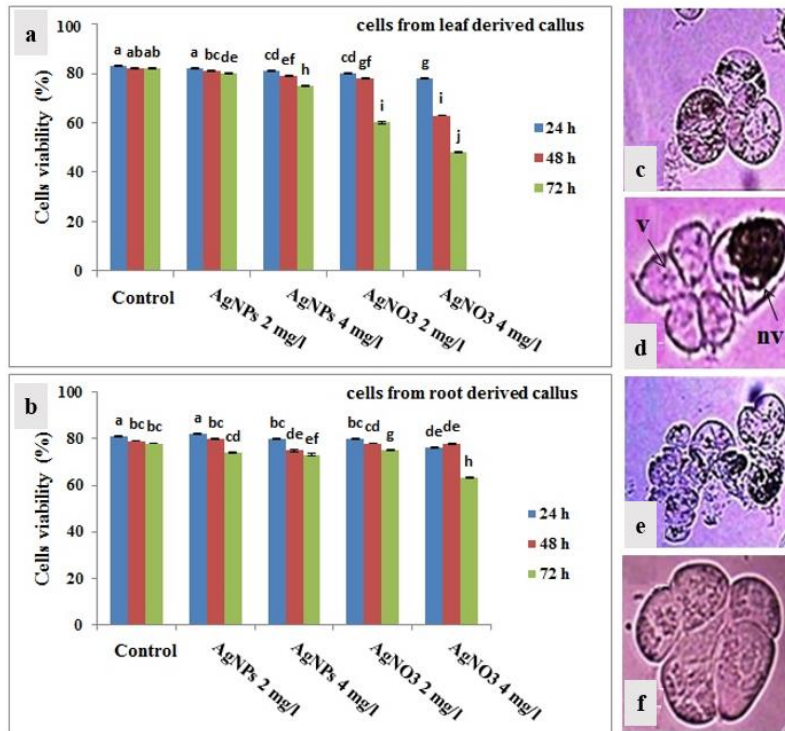 a
cells from leaf derived callus
Cells viability (%)
100
80
60
40
20
0
a ab ab a bc de cd ef h cd gf i g i j
24 h
48 h
72 h
Control
AgNPs 2 mg/l
AgNPs 4 mg/l
AgNO3 2 mg/l
AgNO3 4 mg/l
b
cells from root derived callus
Cells viability (%)
100
80
60
40
20
0
a bc bc a bc cd bc de ef bc cd g de de h
24 h
48 h
72 h
Control
AgNPs 2 mg/l
AgNPs 4 mg/l
AgNO3 2 mg/l
AgNO3 4 mg/l
c
v
nv
d
e
f